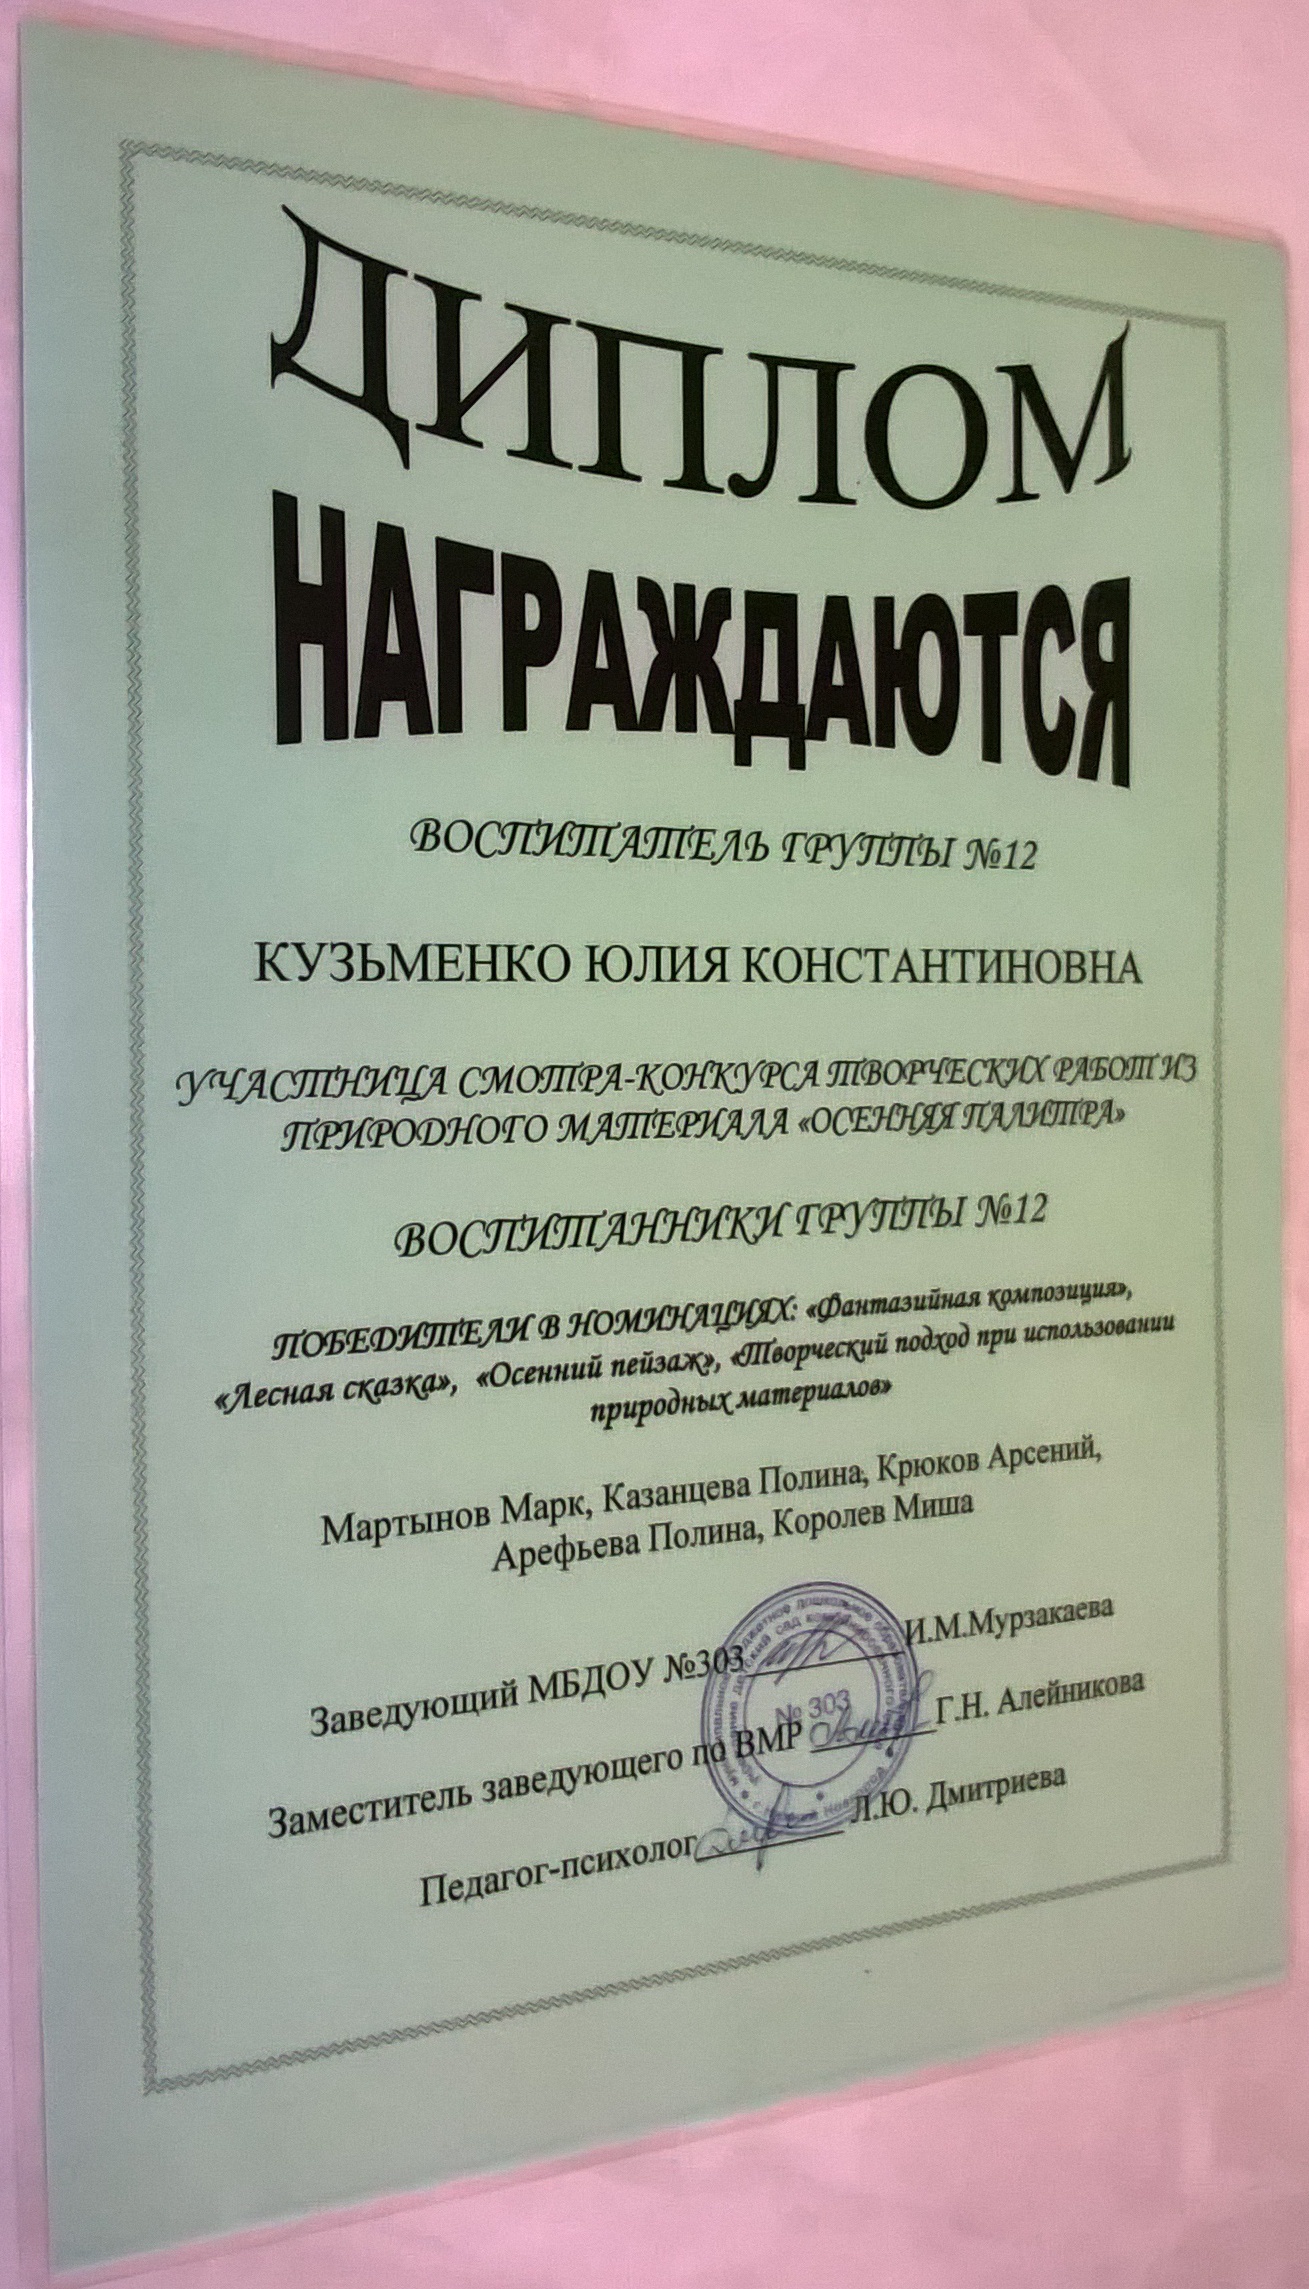 ДИПЛОМ
НАГРАЖДАЮТСЯ
ВОСПИТАТЕЛЬ ГРУППЫ №12
КУЗЬМЕНКО ЮЛИЯ КОНСТАНТИНОВНА
УЧАСТНИЦА СМОТРА-КОНКУРСА ТВОРЧЕСКИХ РАБОТ ИЗ
ПРИРОДНОГО МАТЕРИАЛА «ОСЕННЯЯ ПАЛИТРА»
ВОСПИТАННИКИ ГРУППЫ №12
ПОБЕДИТЕЛИ В НОМИНАЦИЯХ: «Фантазийная композиция»,
«Лесная сказка», «Осенний пейзаж», «Творческий подход при использовании
природных материалов»
Мартынов Марк, Казанцева Полина, Крюков Арсений,
Арефьева Полина, Королев Миша
Заведующий МБДОУ №303 И.М.Мурзакаева
№ 303
Заместитель заведующего по ВМР Г.Н. Алейникова
Педагог-психолог Л.Ю. Дмитриева